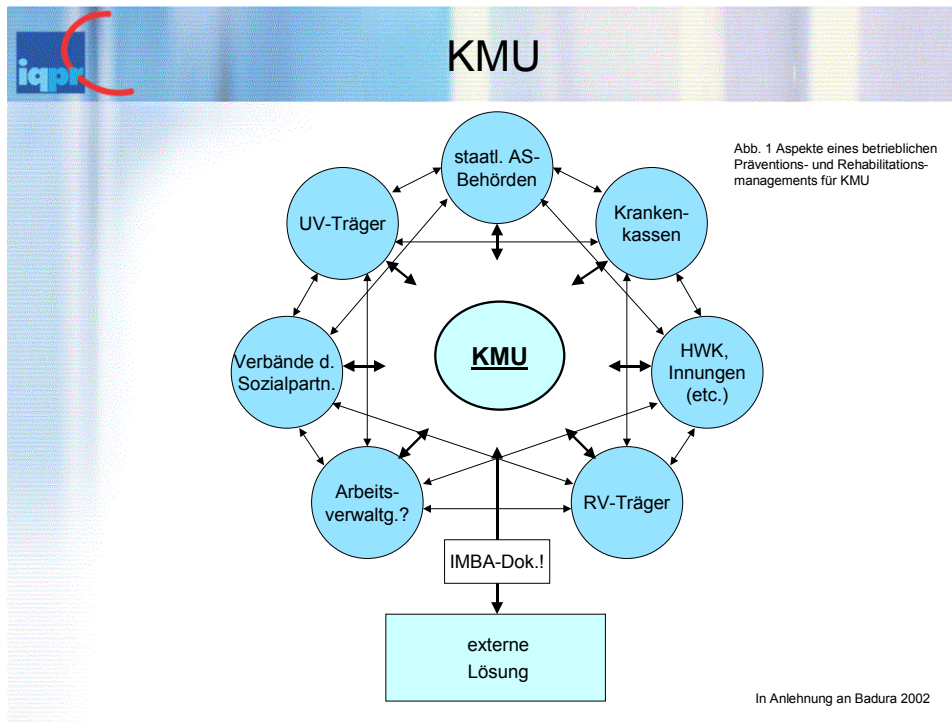 iqpr
KMU
Abb. 1 Aspekte eines betrieblichen
Präventions- und Rehabilitations-
managements für KMU
staatl. AS-
Behörden
UV-Träger
Kranken-
kassen
Verbände d.
Sozialpartn.
KMU
HWK,
Innungen
(etc.)
Arbeits-
verwaltg.?
RV-Träger
IMBA-Dok.!
externe
Lösung
In Anlehnung an Badura 2002